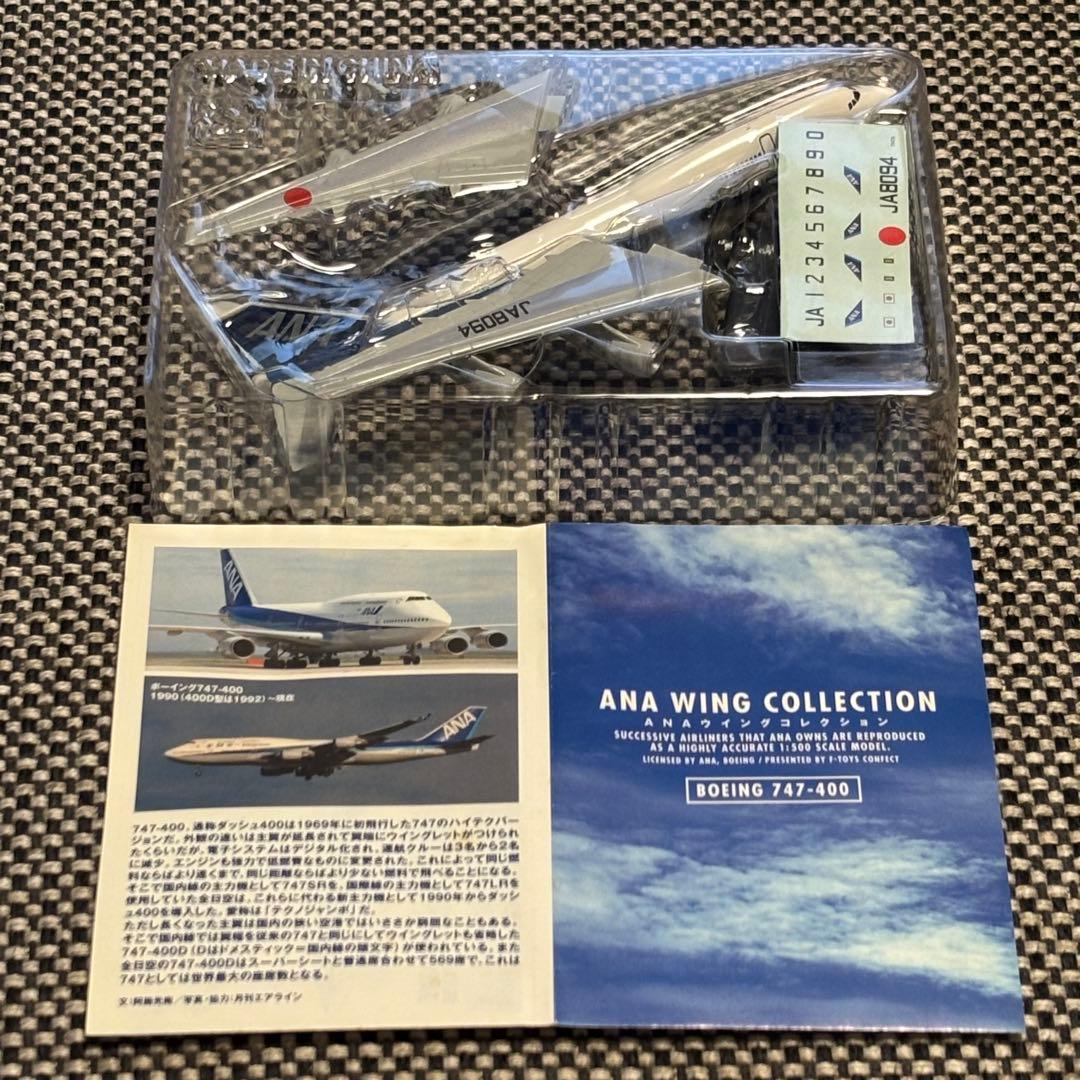 MADE IN CHINA
JA8094
ANA
JA1234567890
JA8094
ANA
ANA
ANA
ANA
ANA
ANA
ボーイング747-400
1990(400D型は1992)〜現在
ANA
747-400、通称ダッシュ400は1969年に初飛行した747のハイテクバー
ジョンだ。外観の違いは主翼が延長されて翼端にウイングレットがつけられ
たくらいだが、電子システムはデジタル化され、運航クルーは3名から2名
に減少。エンジンも強力で低燃費なものに変更された。これによって同じ燃
料ならばより遠くまで、同じ距離ならばより少ない燃料で飛べることになる。
そこで国内線の主力機として747SRを、国際線の主力機として747LRを
使用していた全日空は、これらに代わる新主力機として1990年からダッシ
ュ400を導入した。愛称は「テクノジャンボ」だ。
ただし長くなった主翼は国内の狭い空港ではいささか窮屈なこともある。
そこで国内線では翼幅を従来の747と同じにしてウイングレットも省略した
747-400D(Dはドメスティック=国内線の頭文字)が使われている。また
全日空の747-400Dはスーパーシートと普通席合わせて569席で、これは
747としては世界最大の座席数となる。
写真・協力:月刊エアライン
ANA WING COLLECTION
ANAウイングコレクション
SUCCESSIVE AIRLINERS THAT ANA OWNS ARE REPRODUCED
AS A HIGHLY ACCURATE 1:500 SCALE MODEL.
LICENSED BY ANA, BOEING / PRESENTED BY F-TOYS CONFECT
BOEING 747-400